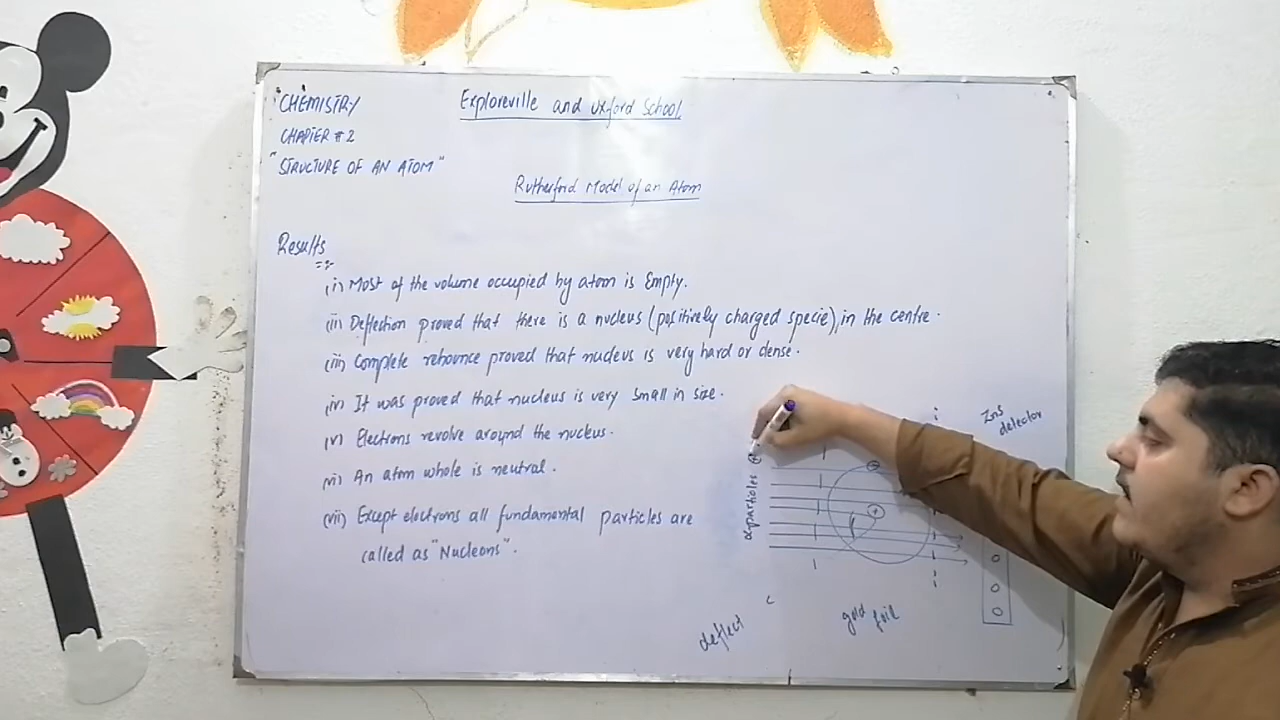 CHEMISTRY
Exploreville and Oxford School.
CHAPTER # 2
"STRUCTURE OF AN ATOM"
Rutherford Model of an Atom
Results
(i) Most of the volume occupied by atom is Empty.
(ii) Deflection proved that there is a nucleus (positively charged specie), in the centre.
(iii) Complete rebounce proved that nucleus is very hard or dense.
(iv) It was proved that nucleus is very small in size.
(v) Electrons revolve around the nucleus.
(vi) An atom whole is neutral.
(vii) Except electrons all fundamental particles are
called as "Nucleons".
ZnS
detector
α-particles
+
+
deflect
gold foil